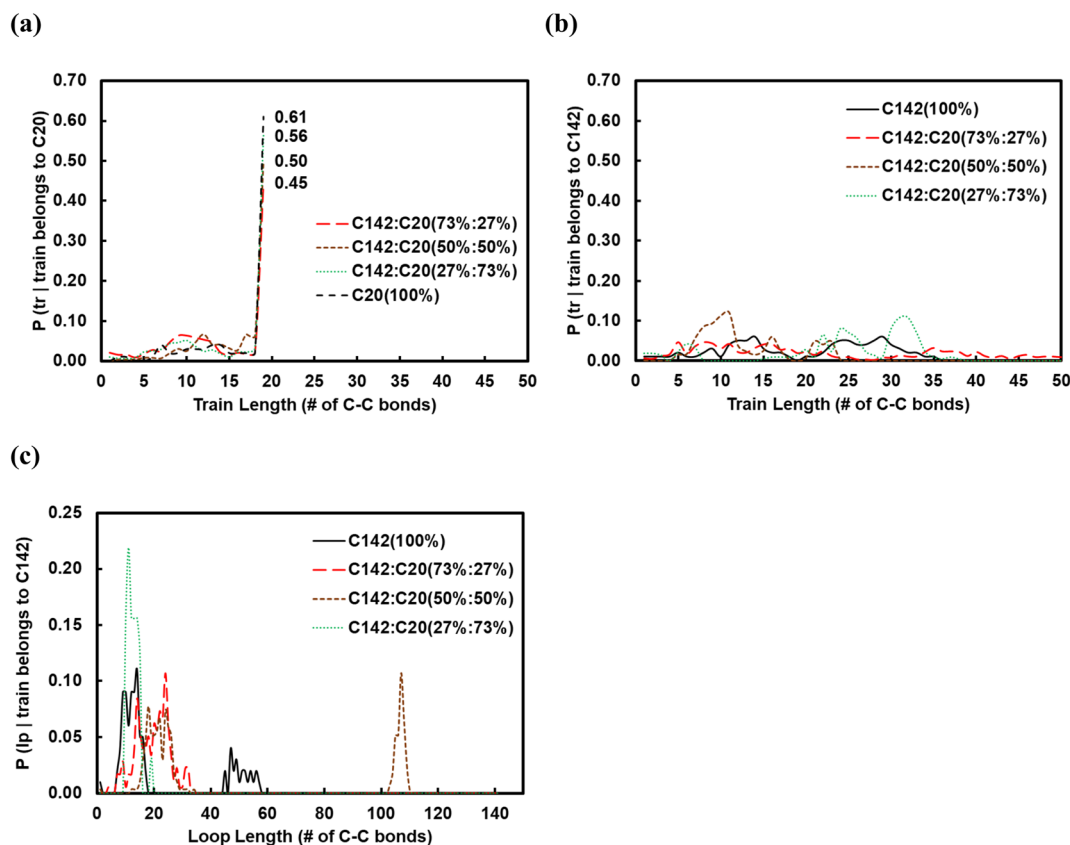 (a)
P (tr | train belongs to C20)
0.70
0.60
0.50
0.40
0.30
0.20
0.10
0.00
0.61
0.56
0.50
0.45
C142:C20(73%:27%)
C142:C20(50%:50%)
C142:C20(27%:73%)
C20(100%)
0 5 10 15 20 25 30 35 40 45 50
Train Length (# of C-C bonds)
(b)
P (tr | train belongs to C142)
0.70
0.60
0.50
0.40
0.30
0.20
0.10
0.00
C142(100%)
C142:C20(73%:27%)
C142:C20(50%:50%)
C142:C20(27%:73%)
0 5 10 15 20 25 30 35 40 45 50
Train Length (# of C-C bonds)
(c)
P (lp | train belongs to C142)
0.25
0.20
0.15
0.10
0.05
0.00
C142(100%)
C142:C20(73%:27%)
C142:C20(50%:50%)
C142:C20(27%:73%)
0 20 40 60 80 100 120 140
Loop Length (# of C-C bonds)